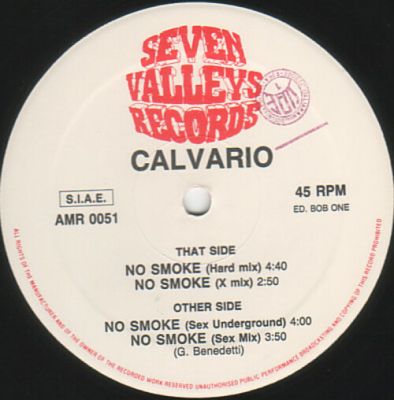 SEVEN
VALLEYS
RECORDS
CALVARIO
S.I.A.E.
AMR 0051
45 RPM
ED. BOB ONE
THAT SIDE
NO SMOKE (Hard mix) 4:40
NO SMOKE (X mix) 2:50
OTHER SIDE
NO SMOKE (Sex Underground) 4:00
NO SMOKE (Sex Mix) 3:50
(G. Benedetti)
ALL RIGHTS OF THE MANUFACTURER AND OF THE OWNER OF THE RECORDED WORK RESERVED UNAUTHORISED PUBLIC PERFORMANCE BROADCASTING AND COPYING OF THIS RECORD PROHIBITED